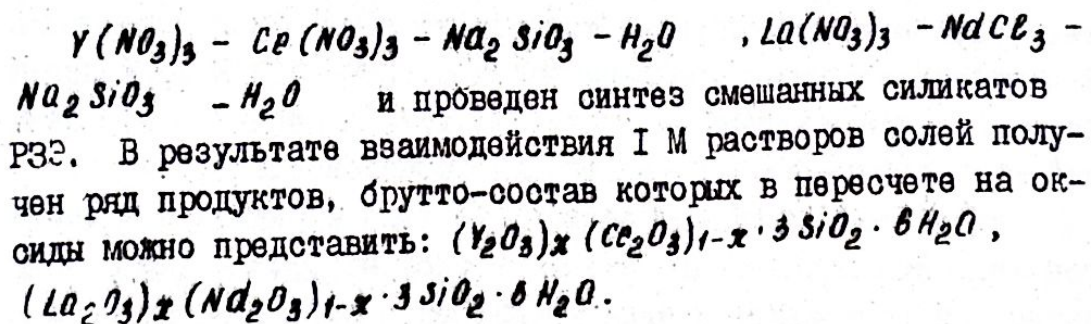 Y(NO₃)₃ – Ce(NO₃)₃ – Na₂SiO₃ – H₂O , La(NO₃)₃ – NdCl₃ –
Na₂SiO₃ – H₂O и проведен синтез смешанных силикатов
РЗЭ. В результате взаимодействия I М растворов солей полу-
чен ряд продуктов, брутто-состав которых в пересчете на ок-
сиды можно представить: (Y₂O₃)ₓ (Ce₂O₃)₁₋ₓ · 3 SiO₂ · 6 H₂O ,
(La₂O₃)ₓ (Nd₂O₃)₁₋ₓ · 3 SiO₂ · 6 H₂O.